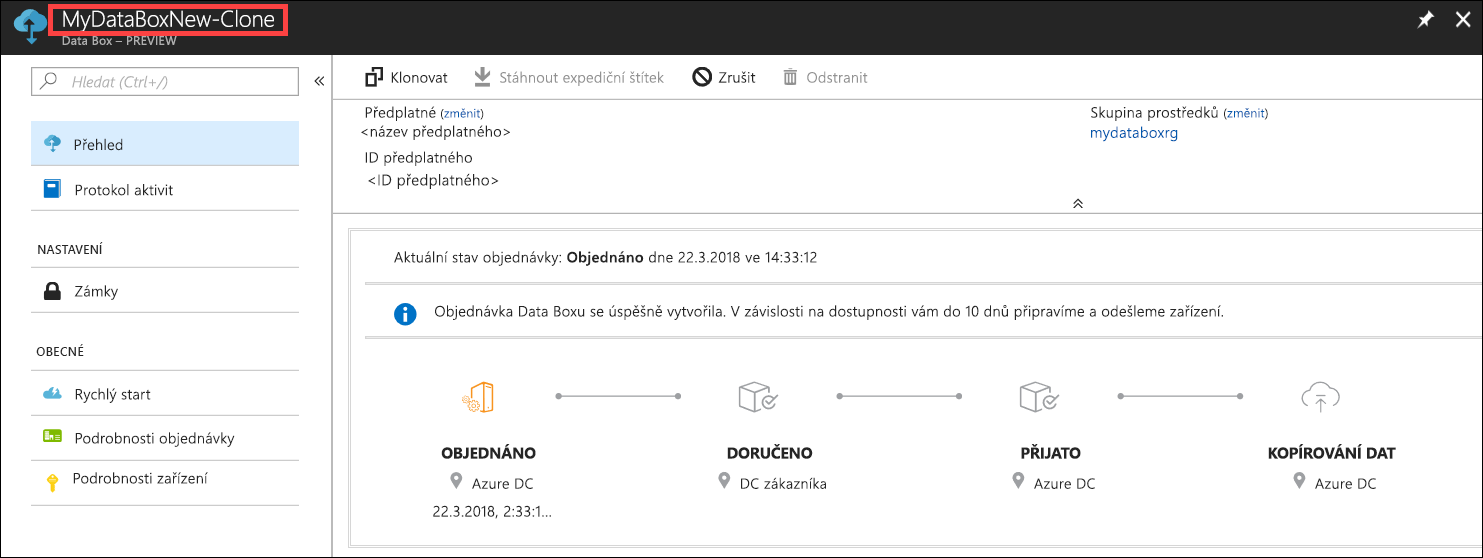 MyDataBoxNew-Clone
Data Box – PREVIEW
Hledat (Ctrl+/)
Přehled
Protokol aktivit
NASTAVENÍ
Zámky
OBECNÉ
Rychlý start
Podrobnosti objednávky
Podrobnosti zařízení
Klonovat Stáhnout expediční štítek Zrušit Odstranit
Předplatné (změnit)
<název předplatného>
ID předplatného
<ID předplatného>
Skupina prostředků (změnit)
mydataboxrg
Aktuální stav objednávky: Objednáno dne 22.3.2018 ve 14:33:12
Objednávka Data Boxu se úspěšně vytvořila. V závislosti na dostupnosti vám do 10 dnů připravíme a odešleme zařízení.
OBJEDNÁNO
Azure DC
22.3.2018, 2:33:1...
DORUČENO
DC zákazníka
PŘIJATO
Azure DC
KOPÍROVÁNÍ DAT
Azure DC